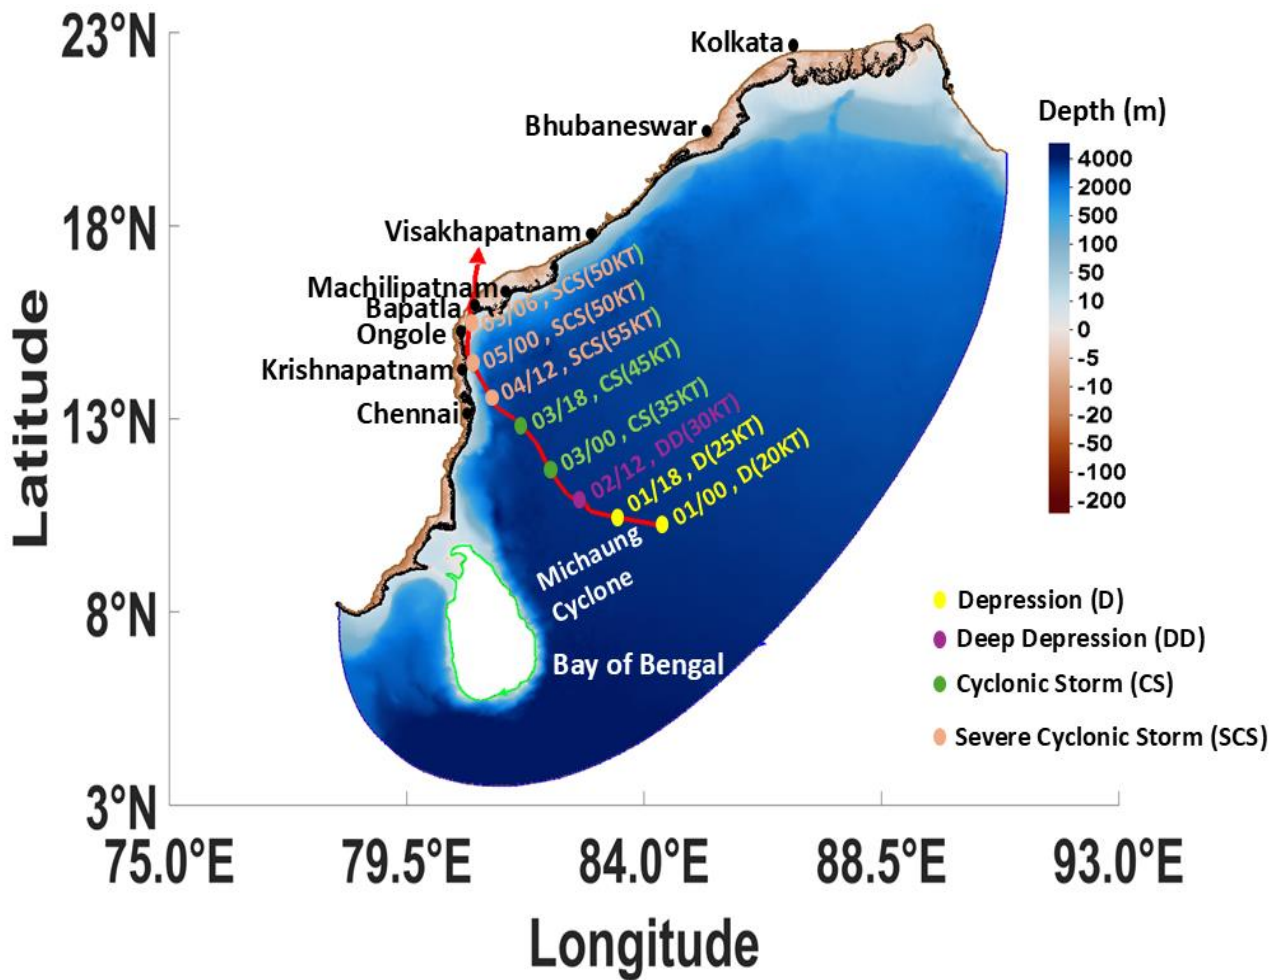 23°N
18°N
13°N
8°N
3°N
Latitude
75.0°E
79.5°E
84.0°E
88.5°E
93.0°E
Longitude
Kolkata
Bhubaneswar
Visakhapatnam
Machilipatnam
Bapatla
Ongole
Krishnapatnam
Chennai
05/06 , SCS(50KT)
05/00 , SCS(50KT)
04/12 , SCS(55KT)
03/18 , CS(45KT)
03/00 , CS(35KT)
02/12 , DD(30KT)
01/18 , D(25KT)
01/00 , D(20KT)
Michaung
Cyclone
Bay of Bengal
Depth (m)
4000
2000
500
100
50
10
0
-5
-10
-20
-50
-100
-200
Depression (D)
Deep Depression (DD)
Cyclonic Storm (CS)
Severe Cyclonic Storm (SCS)